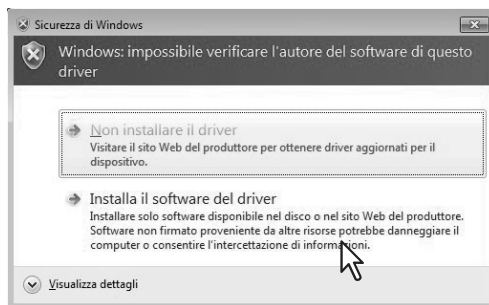 Sicurezza di Windows
Windows: impossibile verificare l'autore del software di questo
driver
Non installare il driver
Visitare il sito Web del produttore per ottenere driver aggiornati per il
dispositivo.
Installa il software del driver
Installare solo software disponibile nel disco o nel sito Web del produttore.
Software non firmato proveniente da altre risorse potrebbe danneggiare il
computer o consentire l'intercettazione di informazioni.
Visualizza dettagli